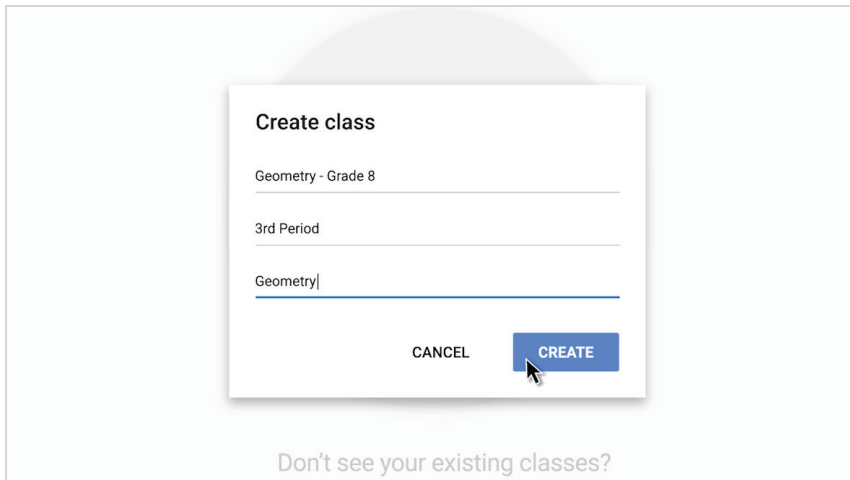 Create class
Geometry - Grade 8
3rd Period
Geometry
CANCEL CREATE
Don't see your existing classes?